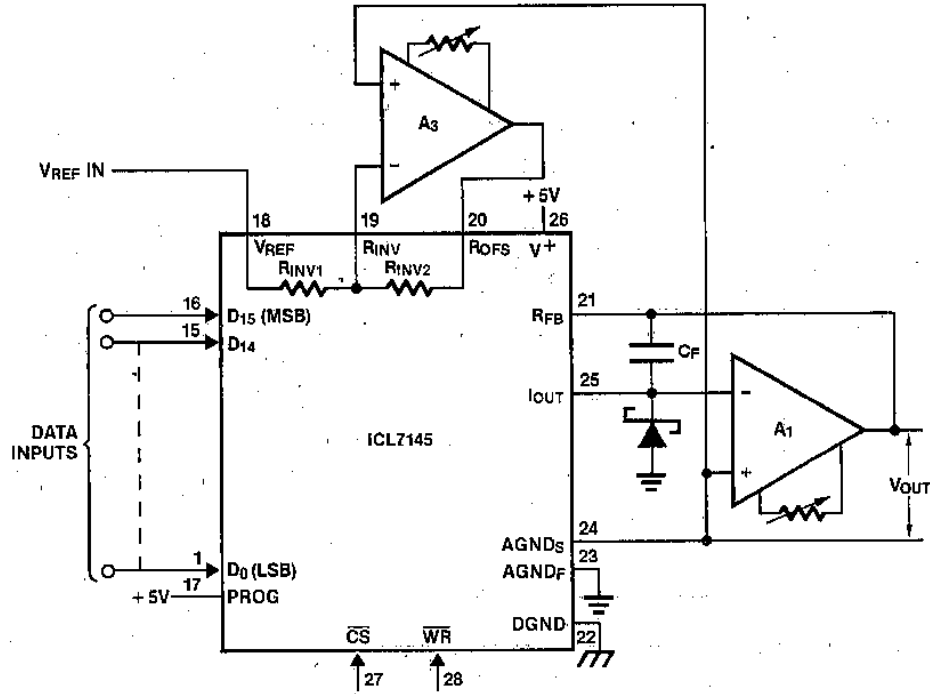 A3
+
−
VREF IN
+5V
18
19
20
26
VREF
RINV
ROFS
V+
RINV1
RINV2
16
D15 (MSB)
15
D14
21
RFB
CF
25
IOUT
−
A1
+
DATA
INPUTS
ICL7145
VOUT
24
AGNDS
23
AGNDF
1
D0 (LSB)
17
+5V
PROG
DGND
22
CS
WR
27
28